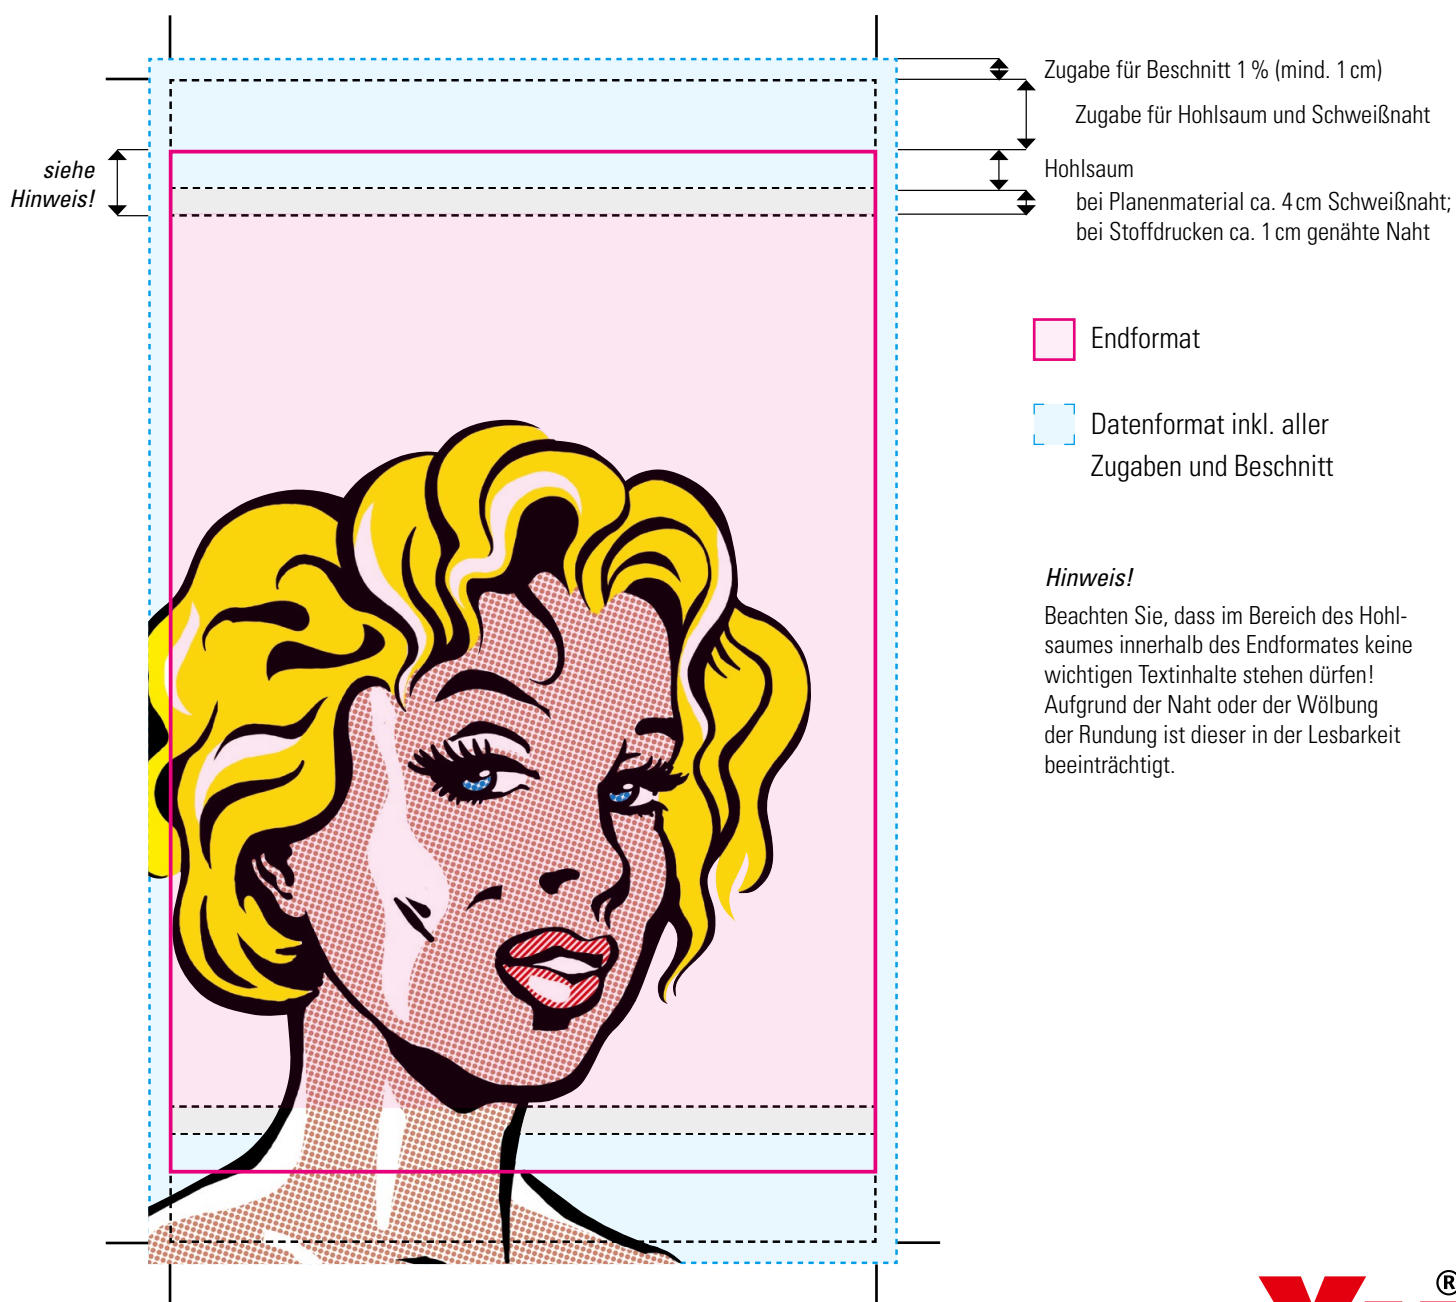 Zugabe für Beschnitt 1 % (mind. 1 cm)
Zugabe für Hohlsaum und Schweißnaht
siehe
Hinweis!
Hohlsaum
bei Planenmaterial ca. 4 cm Schweißnaht;
bei Stoffdrucken ca. 1 cm genähte Naht
Endformat
Datenformat inkl. aller
Zugaben und Beschnitt
Hinweis!
Beachten Sie, dass im Bereich des Hohl-
saumes innerhalb des Endformates keine
wichtigen Textinhalte stehen dürfen!
Aufgrund der Naht oder der Wölbung
der Rundung ist dieser in der Lesbarkeit
beeinträchtigt.
®